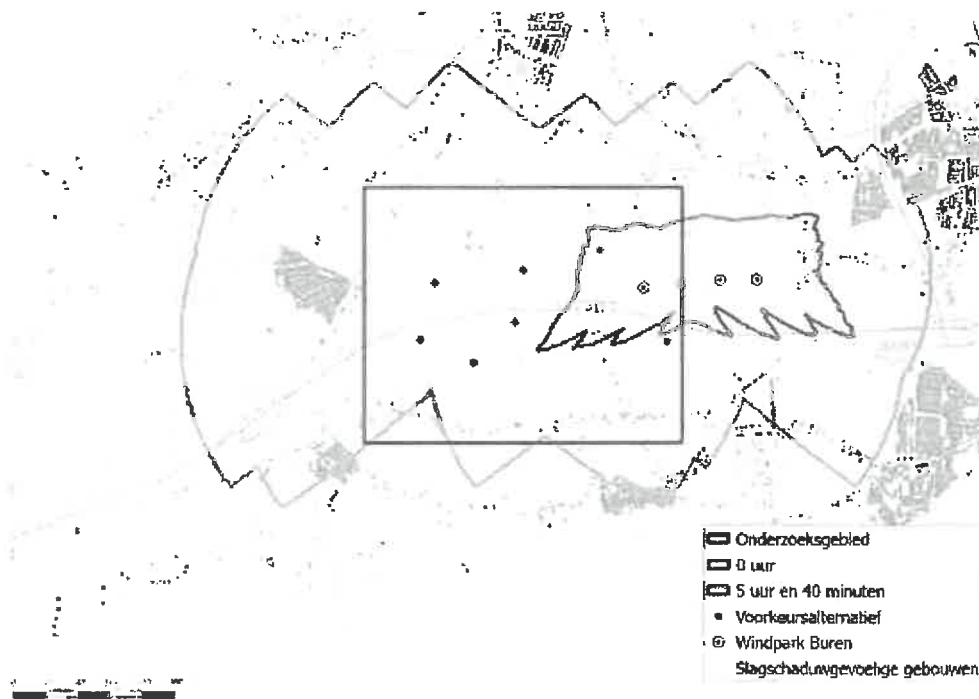 Onderzoeksgebied
0 uur
5 uur en 40 minuten
Voorkeursalternatief
Windpark Buren
Slagschaduwgevoelige gebouwen